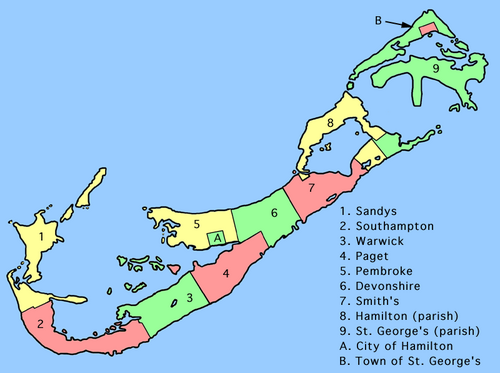 B
9
8
7
1
5
6
A
4
3
2
1. Sandys
2. Southampton
3. Warwick
4. Paget
5. Pembroke
6. Devonshire
7. Smith's
8. Hamilton (parish)
9. St. George's (parish)
A. City of Hamilton
B. Town of St. George's